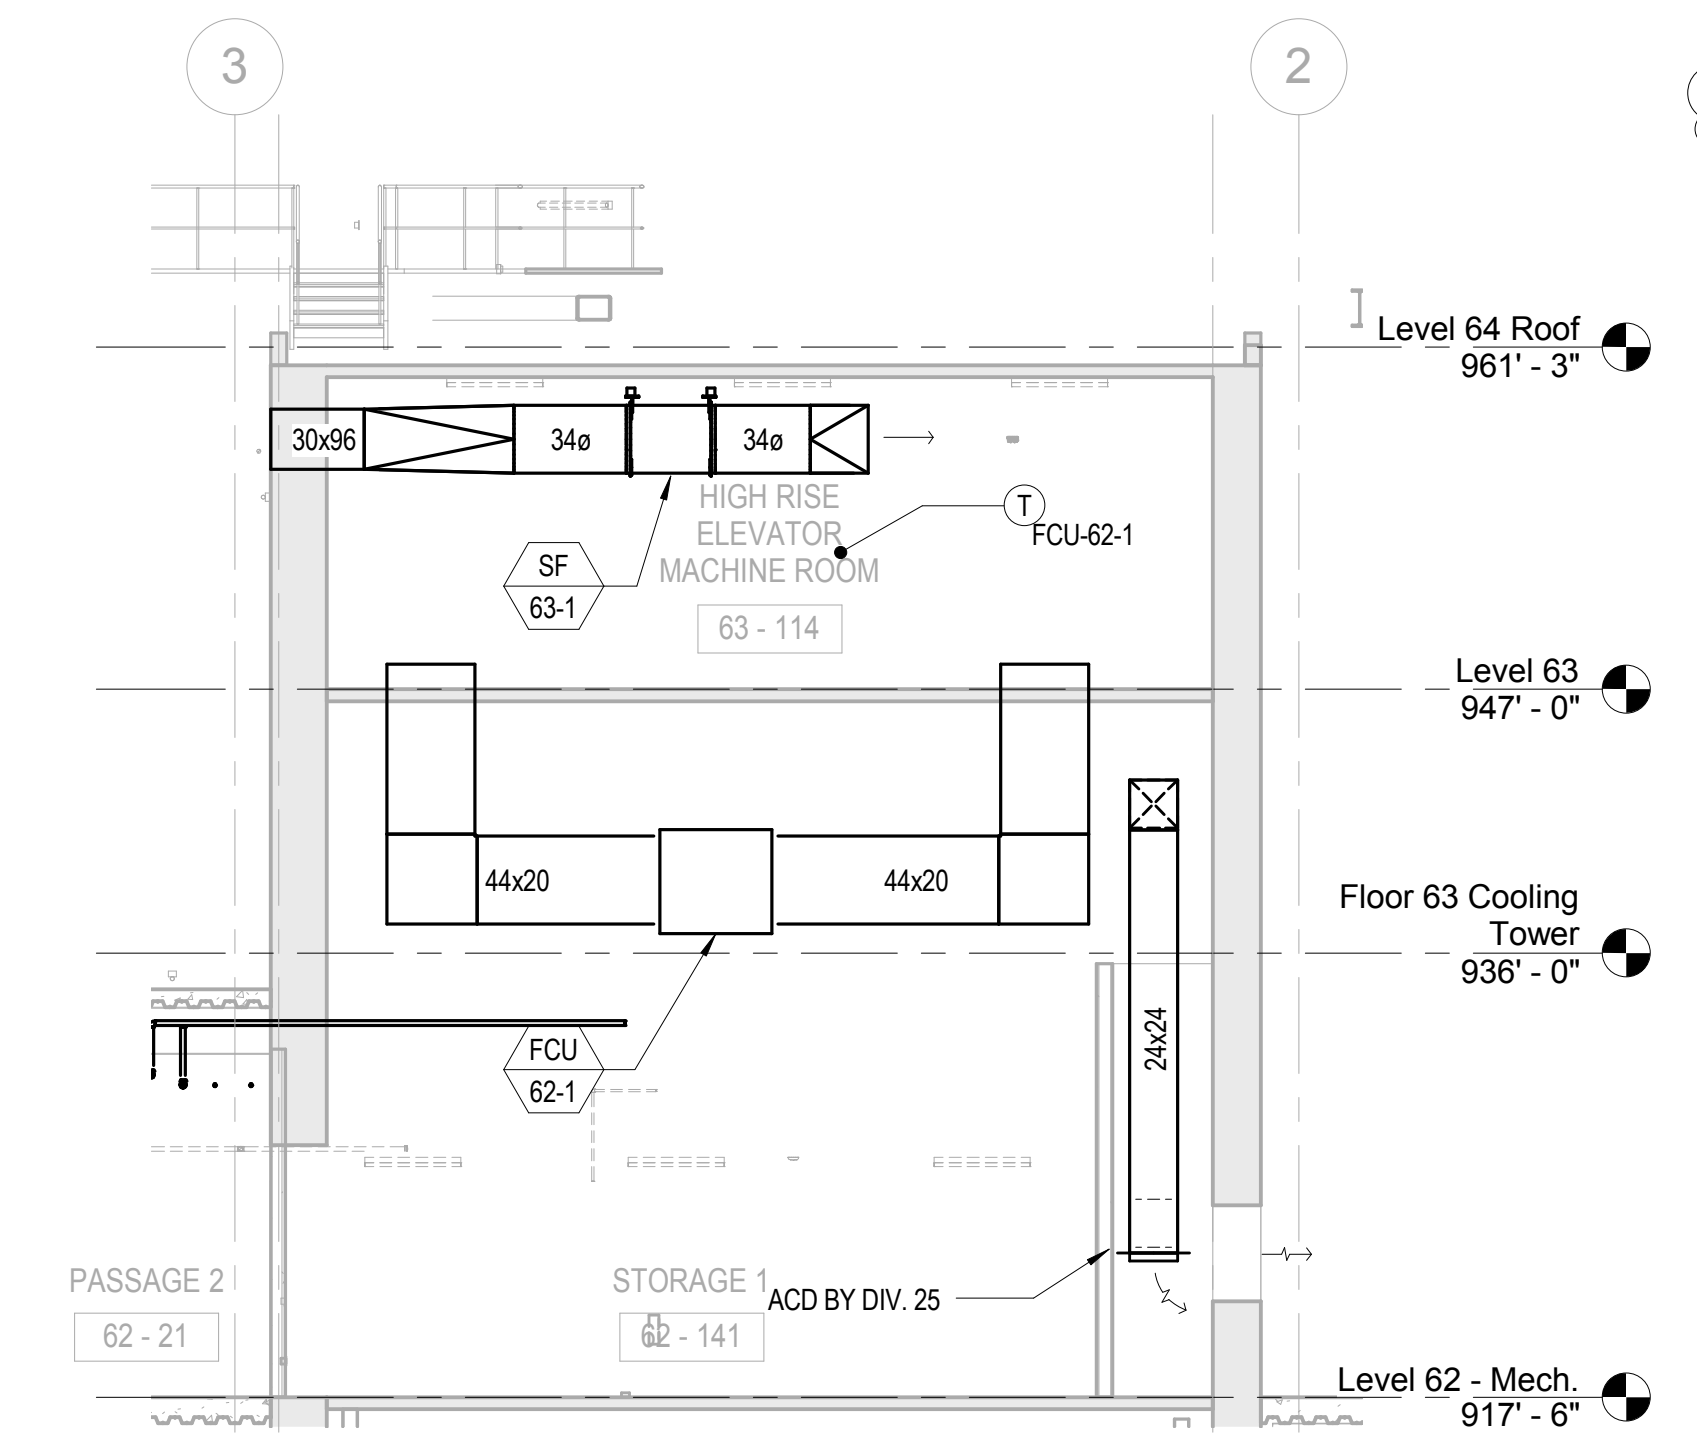 3
2
Level 64 Roof
961' - 3"
30x96
34ø
34ø
HIGH RISE
ELEVATOR
MACHINE ROOM
63 - 114
T
FCU-62-1
SF
63-1
Level 63
947' - 0"
44x20
44x20
Floor 63 Cooling
Tower
936' - 0"
24x24
FCU
62-1
PASSAGE 2
62 - 21
STORAGE 1
62 - 141
ACD BY DIV. 25
Level 62 - Mech.
917' - 6"